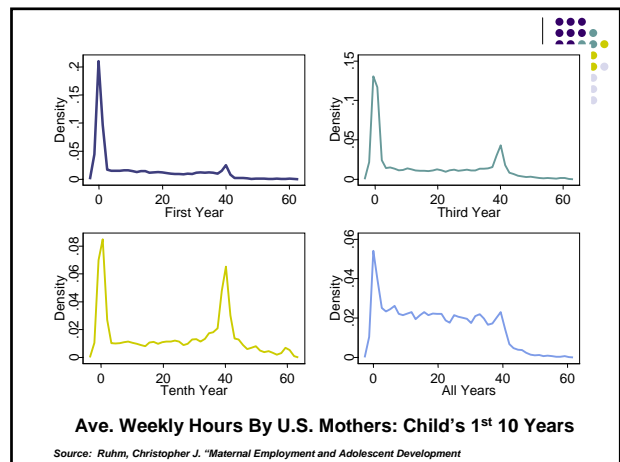 Density
.2
.15
.1
.05
0
0 20 40 60
First Year
Density
.15
.1
.05
0
0 20 40 60
Third Year
Density
.08
.06
.04
.02
0
0 20 40 60
Tenth Year
Density
.06
.04
.02
0
0 20 40 60
All Years
Ave. Weekly Hours By U.S. Mothers: Child's 1st 10 Years
Source: Ruhm, Christopher J. "Maternal Employment and Adolescent Development